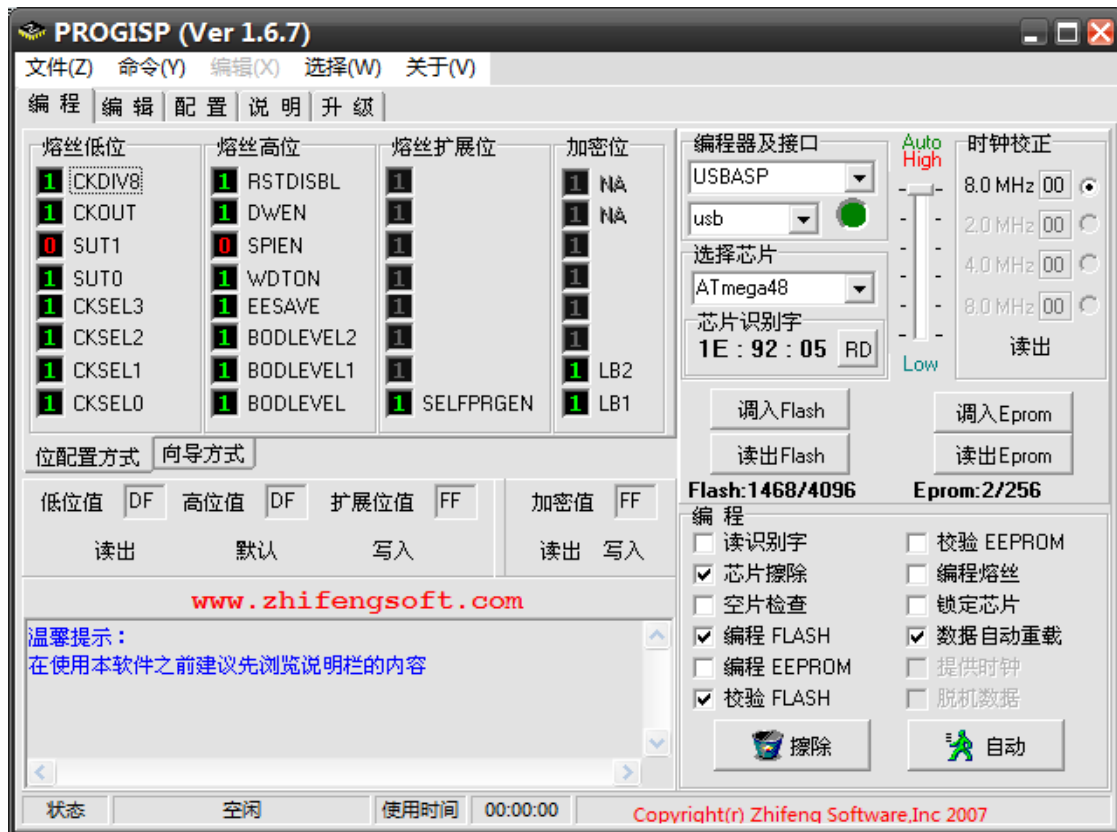 PROGISP (Ver 1.6.7)
文件(Z) 命令(Y) 编辑(X) 选择(W) 关于(V)
编 程 编 辑 配 置 说 明 升 级
熔丝低位 熔丝高位 熔丝扩展位 加密位
1 CKDIV8 1 RSTDISBL 1 1 NA
1 CKOUT 1 DWEN 1 1 NA
0 SUT1 0 SPIEN 1 1
1 SUT0 1 WDTON 1 1
1 CKSEL3 1 EESAVE 1 1
1 CKSEL2 1 BODLEVEL2 1 1
1 CKSEL1 1 BODLEVEL1 1 1 LB2
1 CKSEL0 1 BODLEVEL 1 SELFPRGEN 1 LB1
位配置方式 向导方式
低位值 DF 高位值 DF 扩展位值 FF 加密值 FF
读出 默认 写入 读出 写入
www.zhifengsoft.com
温馨提示：
在使用本软件之前建议先浏览说明栏的内容
编程器及接口
USBASP
usb
选择芯片
ATmega48
芯片识别字
1E : 92 : 05 RD
Auto
High
Low
时钟校正
8.0 MHz 00
2.0 MHz 00
4.0 MHz 00
8.0 MHz 00
读出
调入Flash 调入Eprom
读出Flash 读出Eprom
Flash:1468/4096 Eprom:2/256
编 程
读识别字 校验 EEPROM
芯片擦除 编程熔丝
空片检查 锁定芯片
编程 FLASH 数据自动重载
编程 EEPROM 提供时钟
校验 FLASH 脱机数据
擦除 自动
状态 空闲 使用时间 00:00:00 Copyright(r) Zhifeng Software,Inc 2007